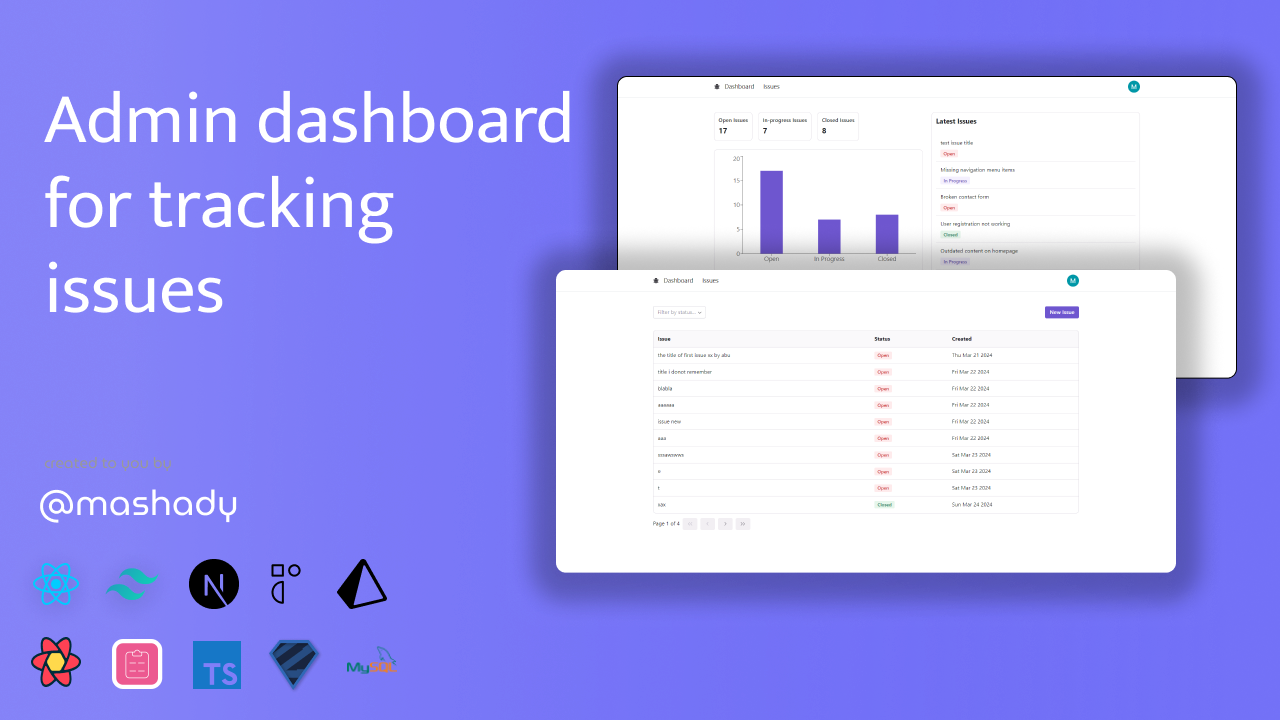 Admin dashboard
for tracking
issues
created to you by
@mashady
TS
MySQL
Dashboard Issues
M
Open Issues
17
In-progress Issues
7
Closed Issues
8
20
15
10
5
0
Open In Progress Closed
Latest Issues
test issue title
Open
Missing navigation menu items
In Progress
Broken contact form
Open
User registration not working
Closed
Outdated content on homepage
In Progress
Dashboard Issues
M
Filter by status...
New Issue
Issue Status Created
the title of first issue xx by abu Open Thu Mar 21 2024
title i donot remember Open Fri Mar 22 2024
blabla Open Fri Mar 22 2024
aaaaaa Open Fri Mar 22 2024
issue new Open Fri Mar 22 2024
aaa Open Fri Mar 22 2024
Open Sat Mar 23 2024
Open Sat Mar 23 2024
Open Sat Mar 23 2024
Closed Sun Mar 24 2024
Page 1 of 4